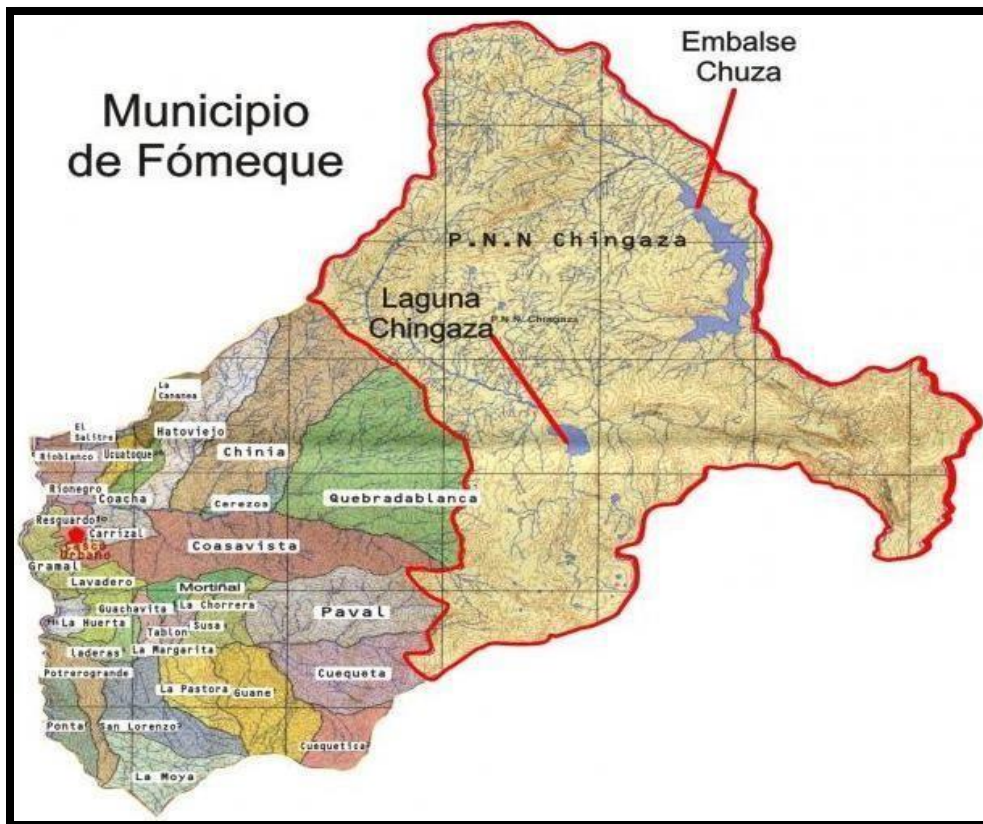 Municipio
de Fómeque
Embalse
Chuza
P.N.N Chingaza
Laguna
Chingaza
P.N.N. Chingaza
La
Cananea
El
Salitre
Hatoviejo
Rioblanco
Ucuatoque
Chinia
Rionegro
Coacha
Cerezos
Quebradablanca
Resguardo
Carrizal
Casco
Urbano
Coasavista
Gramal
Lavadero
Mortiñal
Guachavita
La Chorrera
Paval
La Huerta
Susa
Tablon
La Margarita
laderas
Potrerogrande
Cuequeta
La Pastora
Guane
Ponta
San Lorenzo
Cuequetica
La Moya